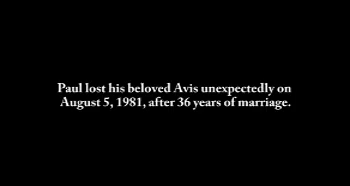 Paul lost his beloved Avis unexpectedly on
August 5, 1981, after 36 years of marriage.